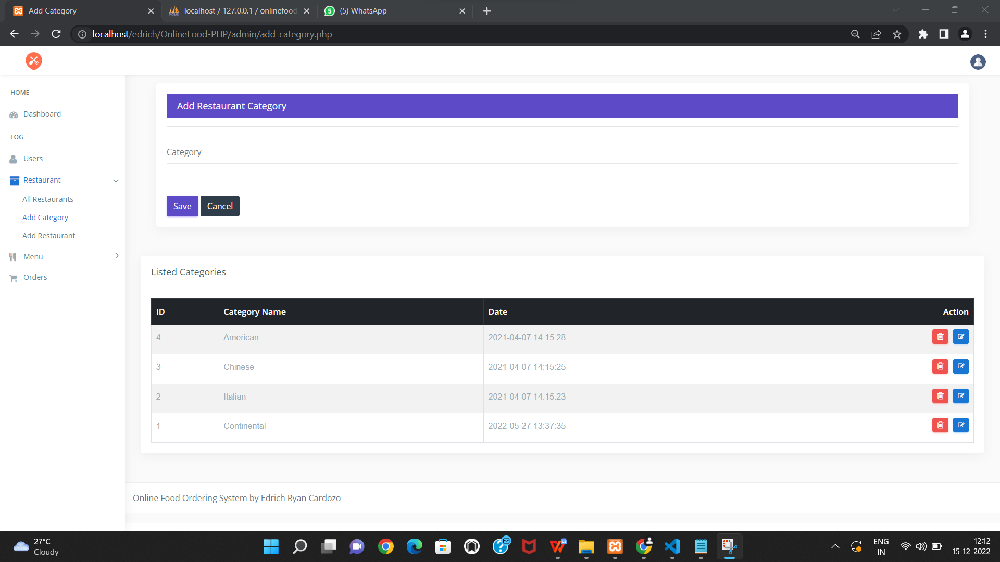 Add Category
localhost / 127.0.0.1 / onlinefood
(5) WhatsApp
localhost/edrich/OnlineFood-PHP/admin/add_category.php
HOME
Dashboard
LOG
Users
Restaurant
All Restaurants
Add Category
Add Restaurant
Menu
Orders
Add Restaurant Category
Category
Save Cancel
Listed Categories
ID Category Name Date Action
4 American 2021-04-07 14:15:28
3 Chinese 2021-04-07 14:15:25
2 Italian 2021-04-07 14:15:23
1 Continental 2022-05-27 13:37:35
Online Food Ordering System by Edrich Ryan Cardozo
27°C
Cloudy
ENG
IN
12:12
15-12-2022